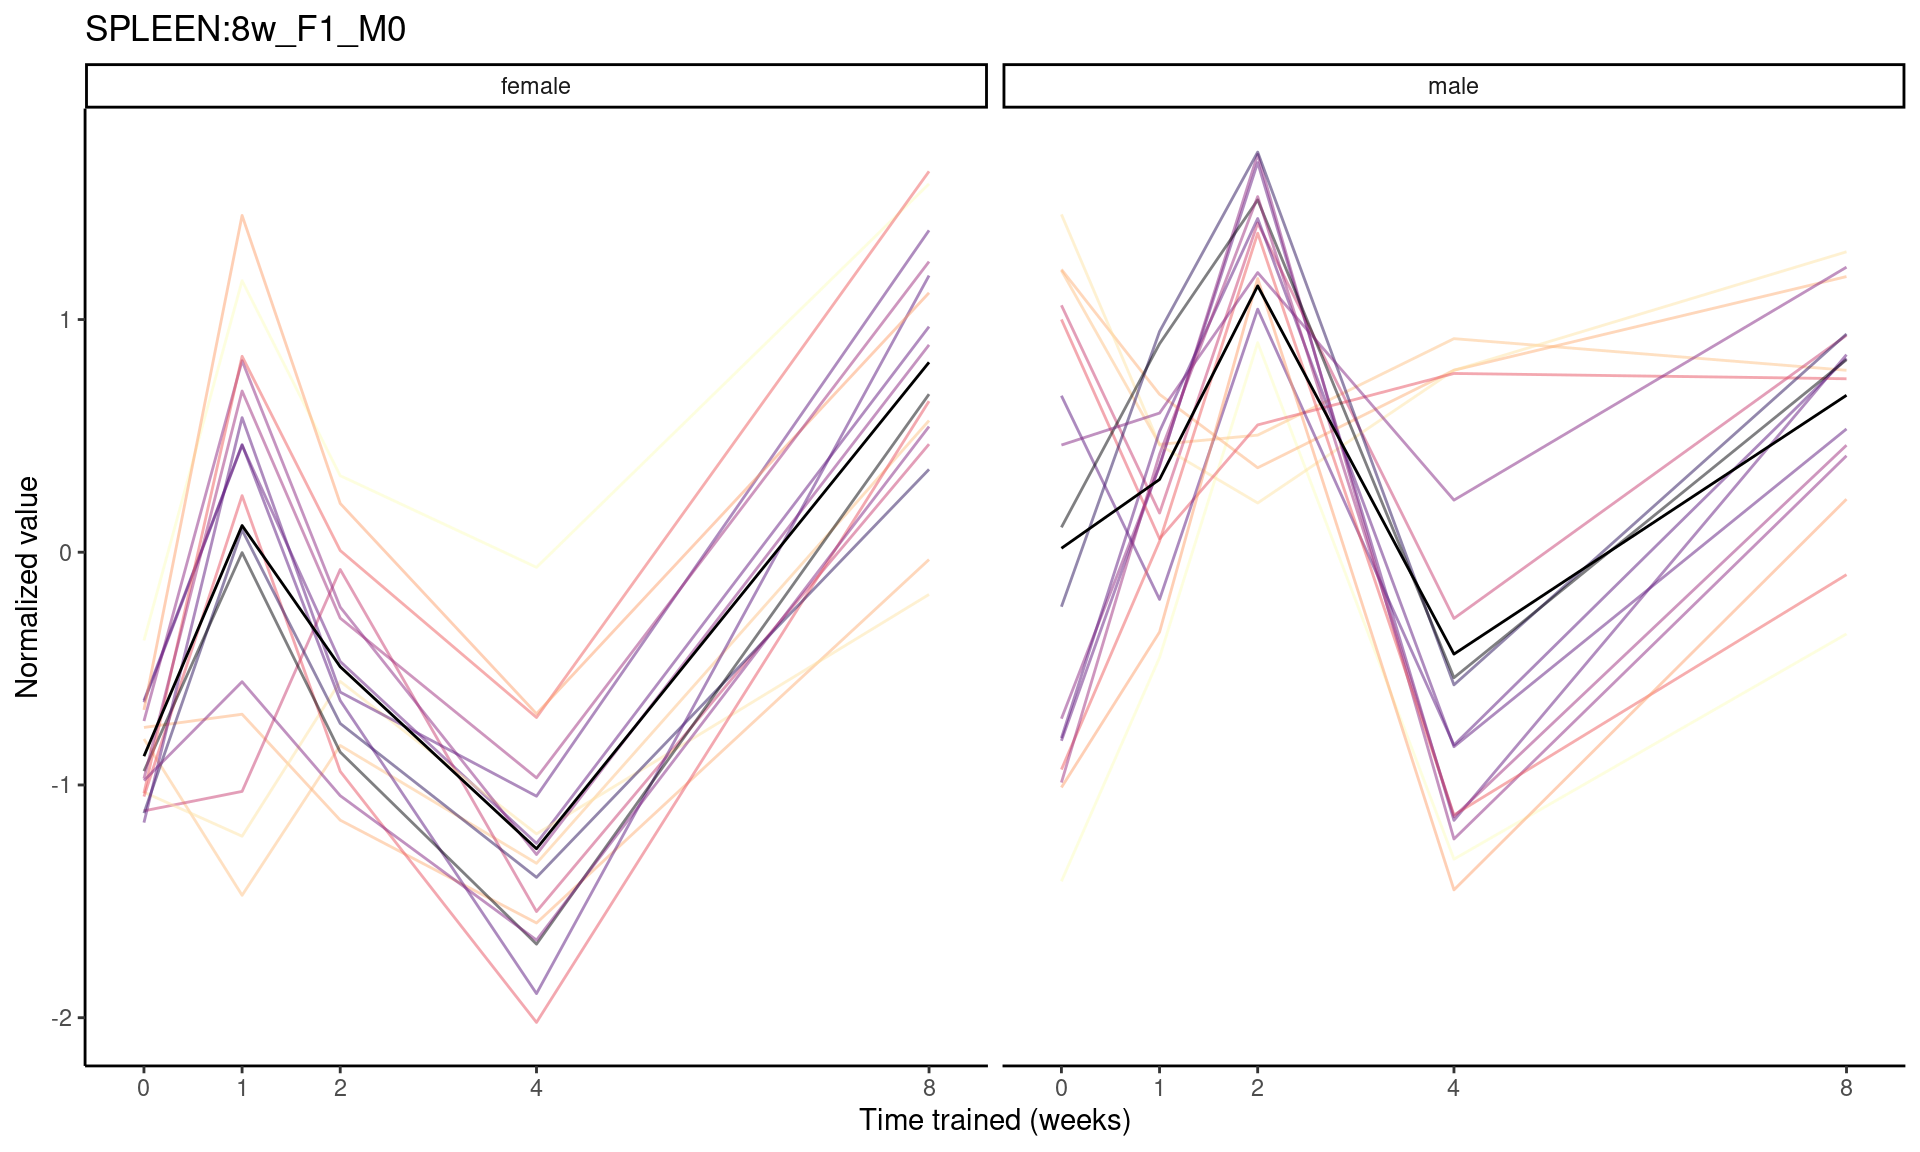 SPLEEN:8w_F1_M0
female
male
Normalized value
1
0
-1
-2
0 1 2 4 8
0 1 2 4 8
Time trained (weeks)